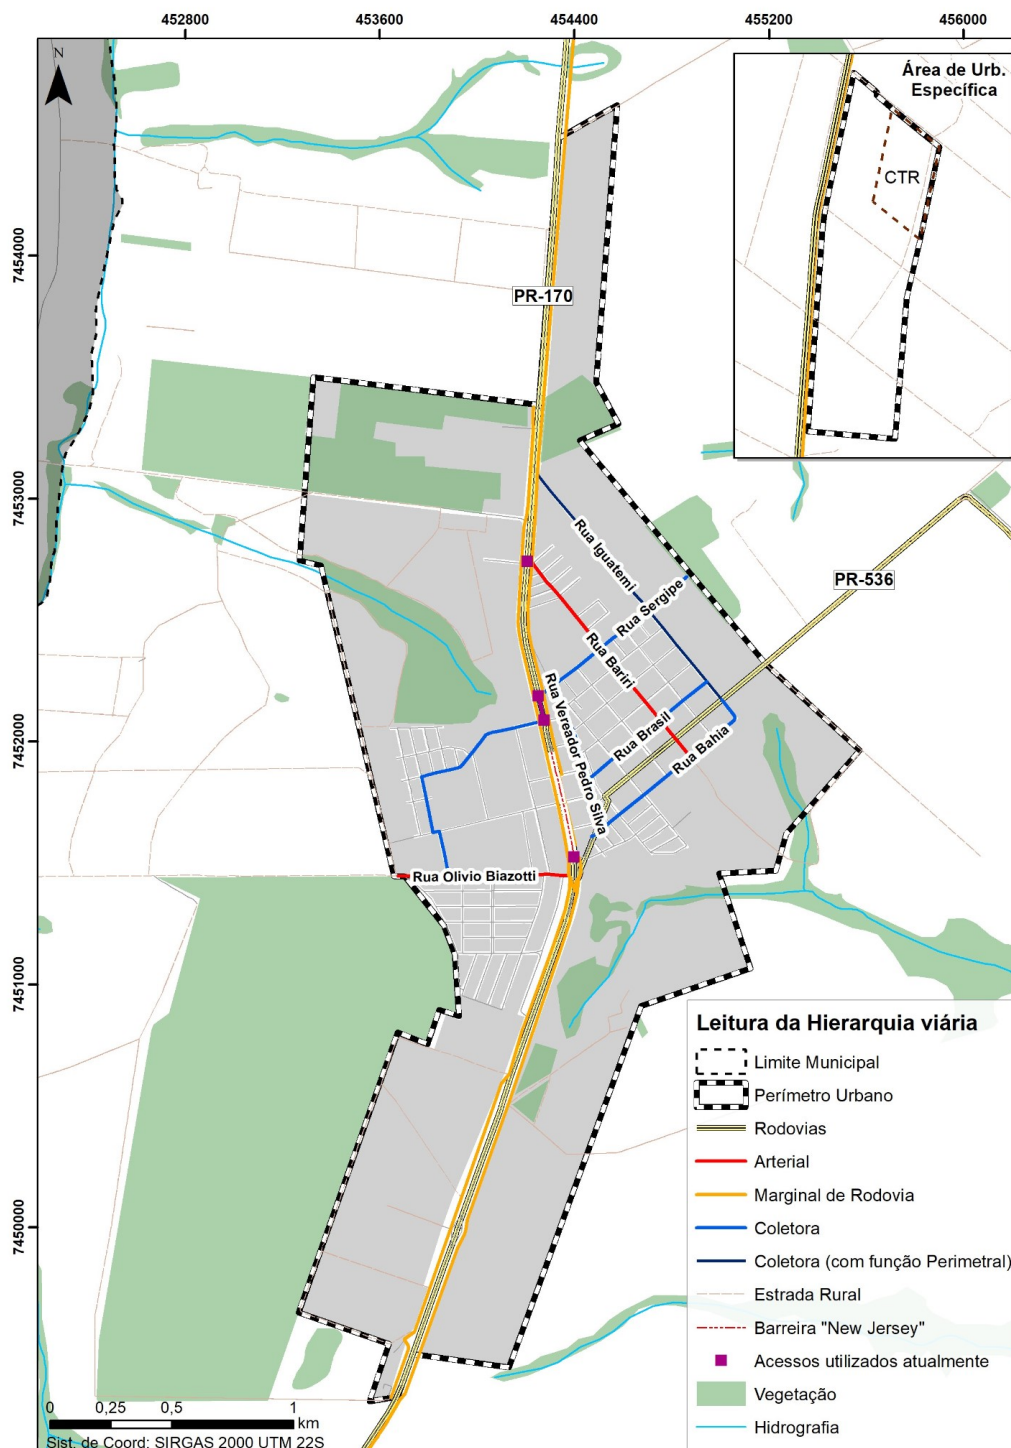 452800
453600
454400
455200
456000
N
Área de Urb.
Específica
CTR
7454000
PR-170
7453000
Rua Iguatemi
Rua Sergipe
PR-536
Rua Bariri
Rua Vereador Pedro Silva
Rua Brasil
Rua Bahia
7452000
Rua Olivio Biazotti
7451000
7450000
Leitura da Hierarquia viária
Limite Municipal
Perímetro Urbano
Rodovias
Arterial
Marginal de Rodovia
Coletora
Coletora (com função Perimetral)
Estrada Rural
Barreira "New Jersey"
Acessos utilizados atualmente
Vegetação
Hidrografia
0 0,25 0,5 1
km
Sist. de Coord: SIRGAS 2000 UTM 22S